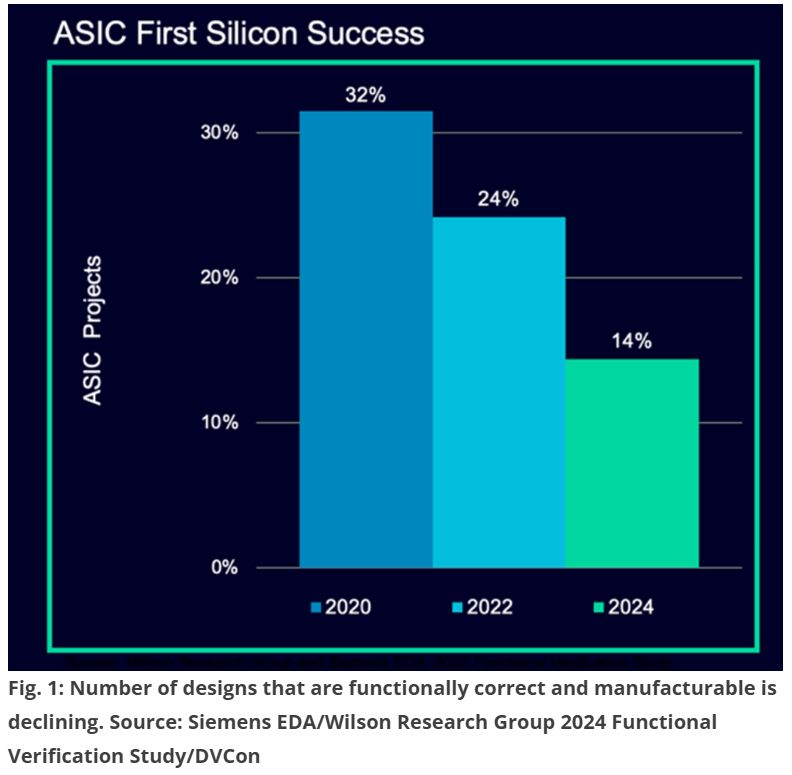 ASIC First Silicon Success
32%
30%
24%
20%
14%
10%
0%
ASIC Projects
2020 2022 2024
Fig. 1: Number of designs that are functionally correct and manufacturable is
declining. Source: Siemens EDA/Wilson Research Group 2024 Functional
Verification Study/DVCon